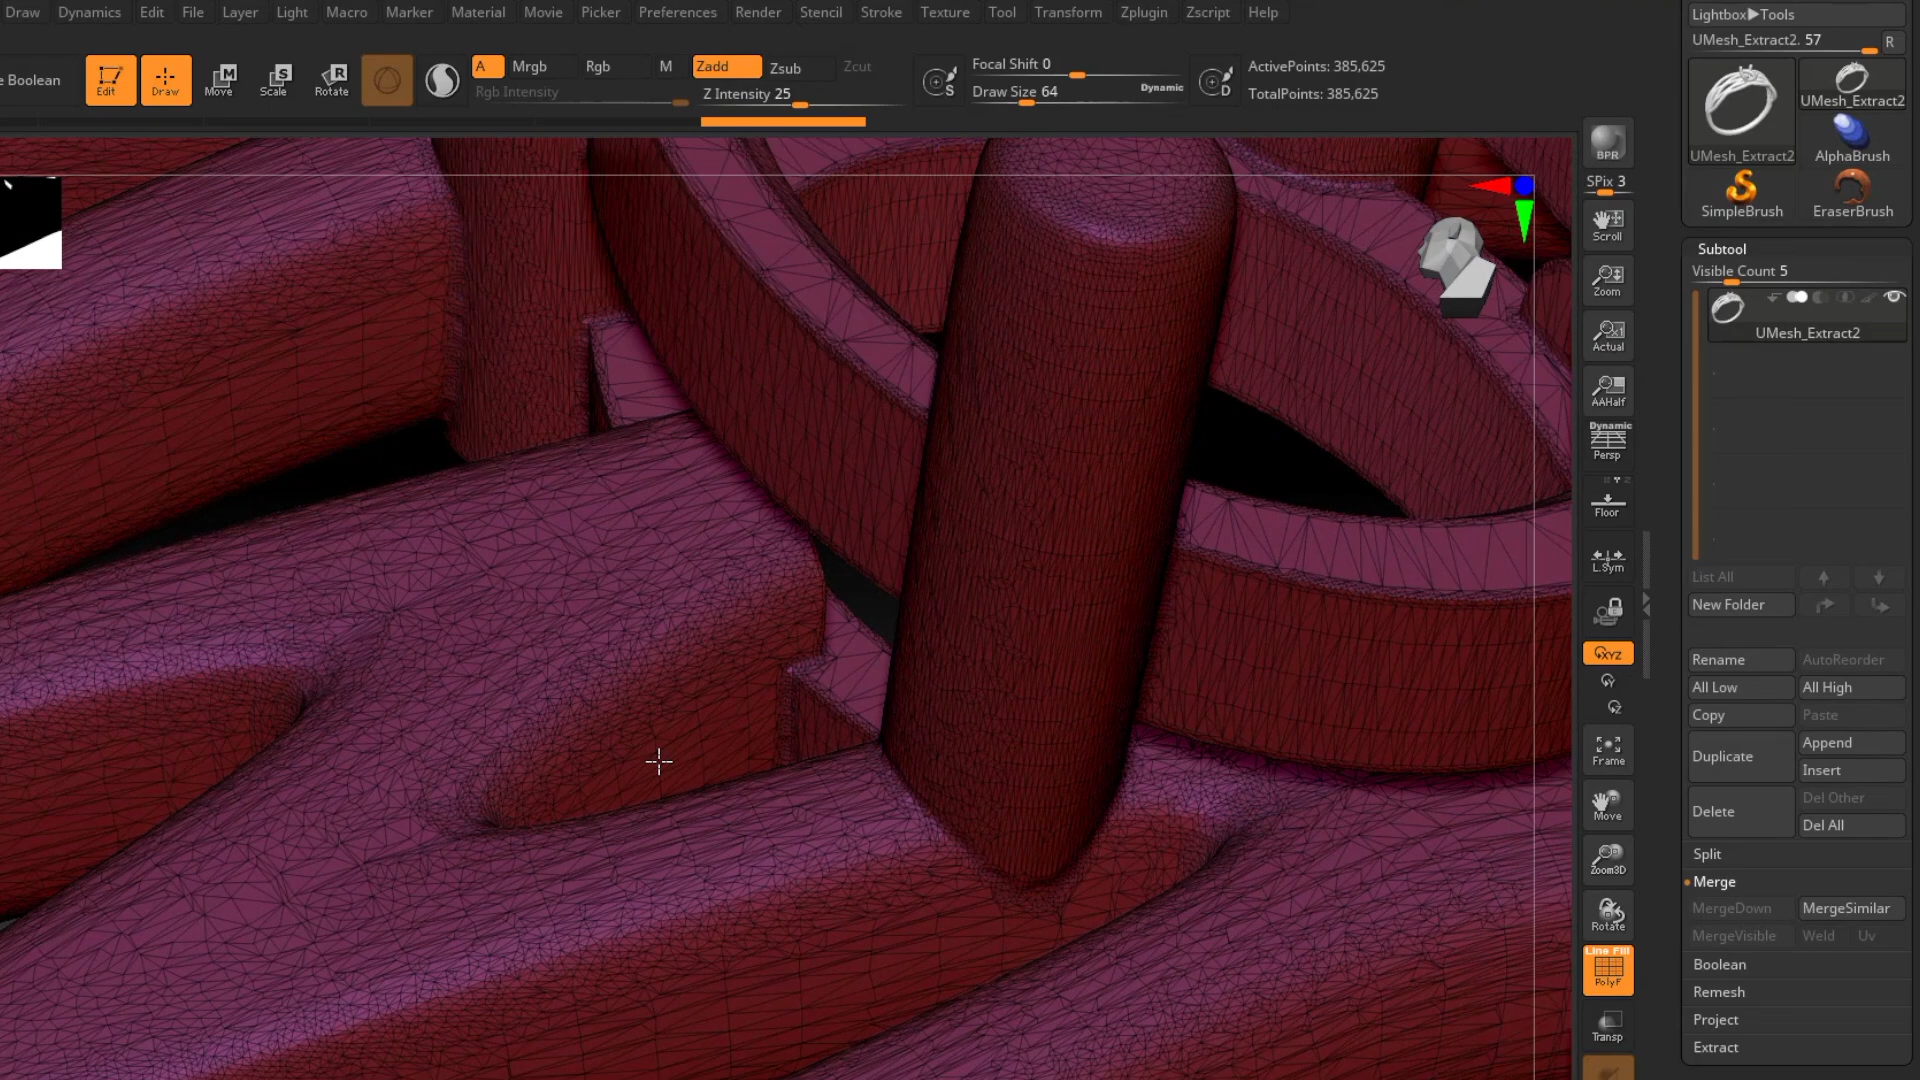 Draw Dynamics Edit File Layer Light Macro Marker Material Movie Picker Preferences Render Stencil Stroke Texture Tool Transform Zplugin Zscript Help
e Boolean
Edit
Draw
Move
M
Scale
S
Rotate
R
A Mrgb Rgb M
Rgb Intensity
Zadd Zsub Zcut
Z Intensity 25
S
Focal Shift 0
Draw Size 64
Dynamic
D
ActivePoints: 385,625
TotalPoints: 385,625
BPR
SPix 3
Scroll
Zoom
Actual
AAHalf
Dynamic
Persp
Floor
L.Sym
XYZ
Frame
Move
Zoom3D
Rotate
Line Fill
PolyF
Transp
Lightbox▶Tools
UMesh_Extract2. 57
R
UMesh_Extract2
UMesh_Extract2
AlphaBrush
SimpleBrush
EraserBrush
Subtool
Visible Count 5
UMesh_Extract2
List All
New Folder
Rename AutoReorder
All Low All High
Copy Paste
Duplicate
Append
Insert
Delete
Del Other
Del All
Split
Merge
MergeDown MergeSimilar
MergeVisible Weld Uv
Boolean
Remesh
Project
Extract